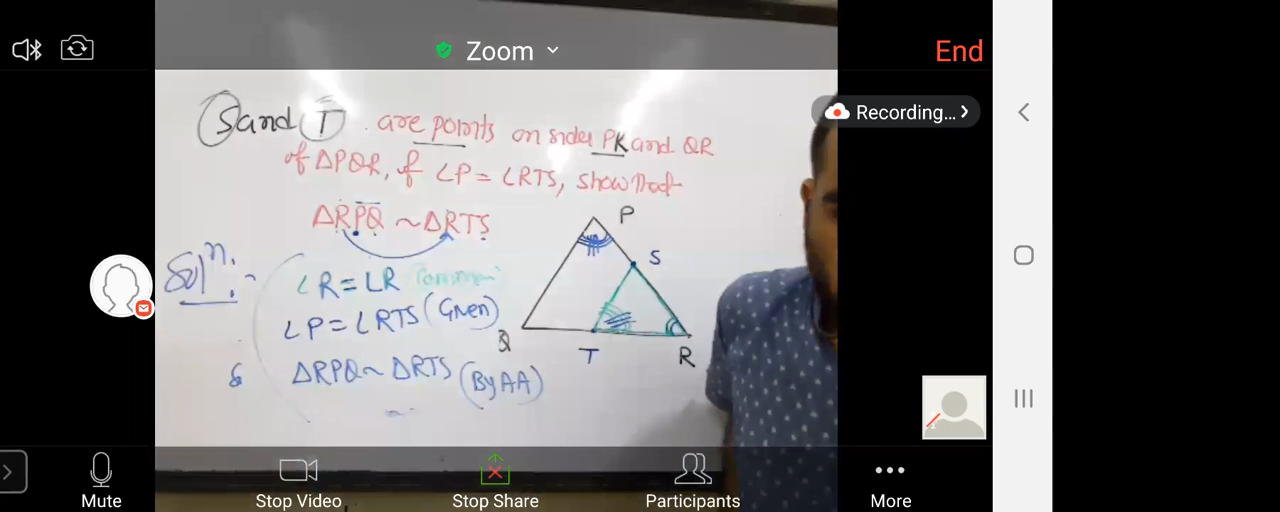 Zoom
End
Recording...
S and T are points on sides PR and QR
of ΔPQR, if ∠P = ∠RTS, show that
ΔRPQ ~ ΔRTS
Solⁿ:-
∠R = ∠R Common
∠P = ∠RTS (Given)
ΔRPQ ~ ΔRTS (By AA)
P
S
Q
T
R
Mute
Stop Video
Stop Share
Participants
More